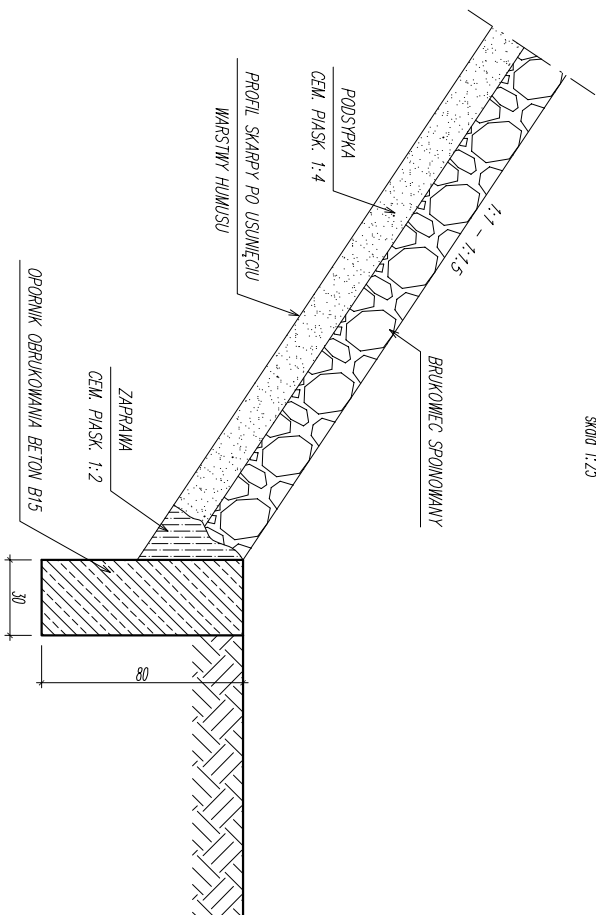 skala 1:25
1:1 - 1:1.5
BRUKOWIEC SPOINOWANY
PODSYPKA
CEM. PIASK. 1:4
PROFIL SKARPY PO USUNIĘCIU
WARSTWY HUMUSU
ZAPRAWA
CEM. PIASK. 1:2
OPORNIK OBRUKOWANIA BETON B15
30
80